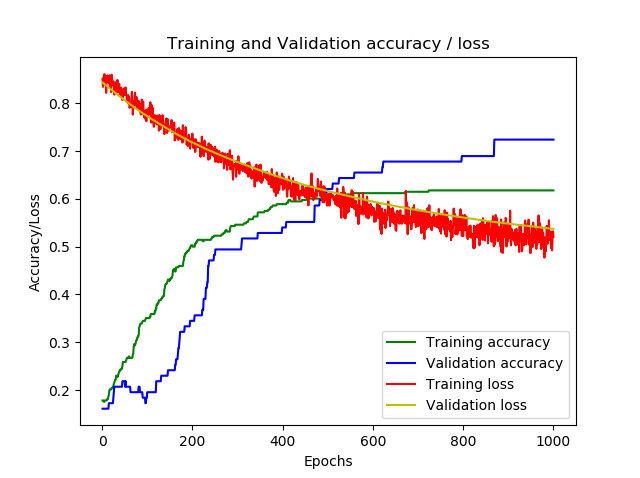 Training and Validation accuracy / loss
Accuracy/Loss
0.8
0.7
0.6
0.5
0.4
0.3
0.2
Training accuracy
Validation accuracy
Training loss
Validation loss
0
200
400
600
800
1000
Epochs